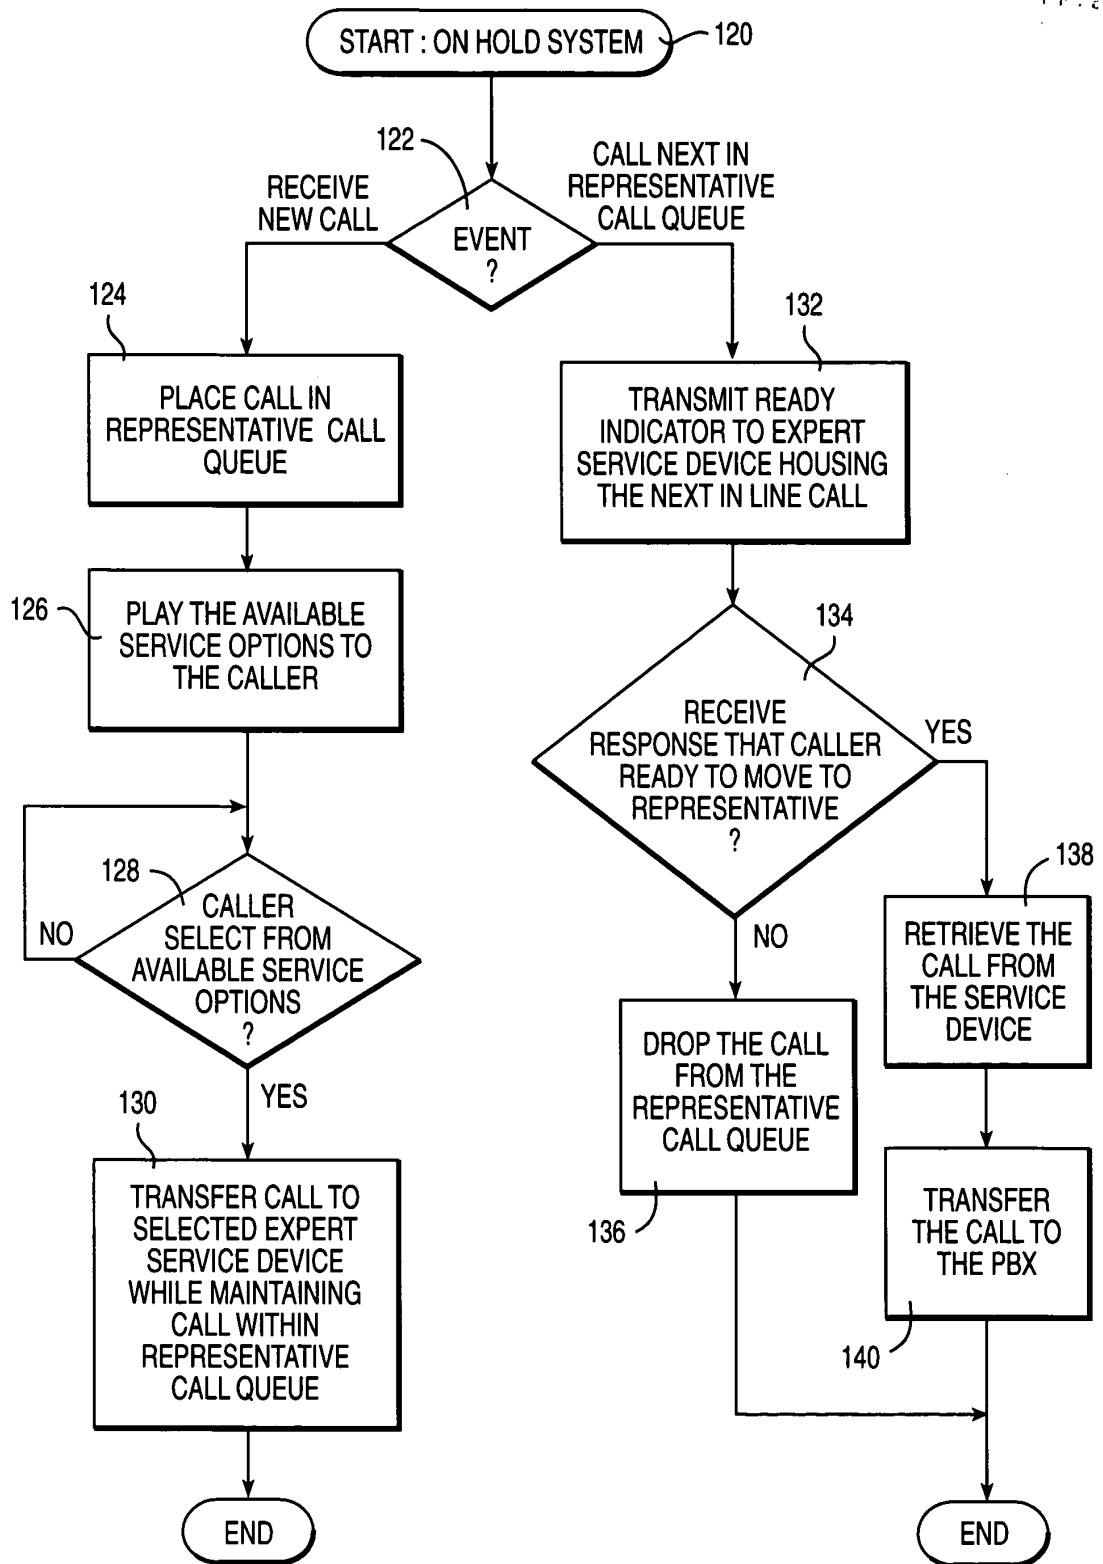 START : ON HOLD SYSTEM
120
122
RECEIVE
NEW CALL
EVENT
?
CALL NEXT IN
REPRESENTATIVE
CALL QUEUE
124
PLACE CALL IN
REPRESENTATIVE CALL
QUEUE
126
PLAY THE AVAILABLE
SERVICE OPTIONS TO
THE CALLER
128
CALLER
SELECT FROM
AVAILABLE SERVICE
OPTIONS
?
NO
YES
130
TRANSFER CALL TO
SELECTED EXPERT
SERVICE DEVICE
WHILE MAINTAINING
CALL WITHIN
REPRESENTATIVE
CALL QUEUE
END
132
TRANSMIT READY
INDICATOR TO EXPERT
SERVICE DEVICE HOUSING
THE NEXT IN LINE CALL
134
RECEIVE
RESPONSE THAT CALLER
READY TO MOVE TO
REPRESENTATIVE
?
YES
NO
136
DROP THE CALL
FROM THE
REPRESENTATIVE
CALL QUEUE
138
RETRIEVE THE
CALL FROM
THE SERVICE
DEVICE
TRANSFER
THE CALL TO
THE PBX
140
END